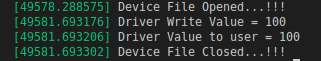 [49578.288575] Device File Opened...!!!
[49581.693176] Driver Write Value = 100
[49581.693206] Driver Value to user = 100
[49581.693302] Device File Closed...!!!